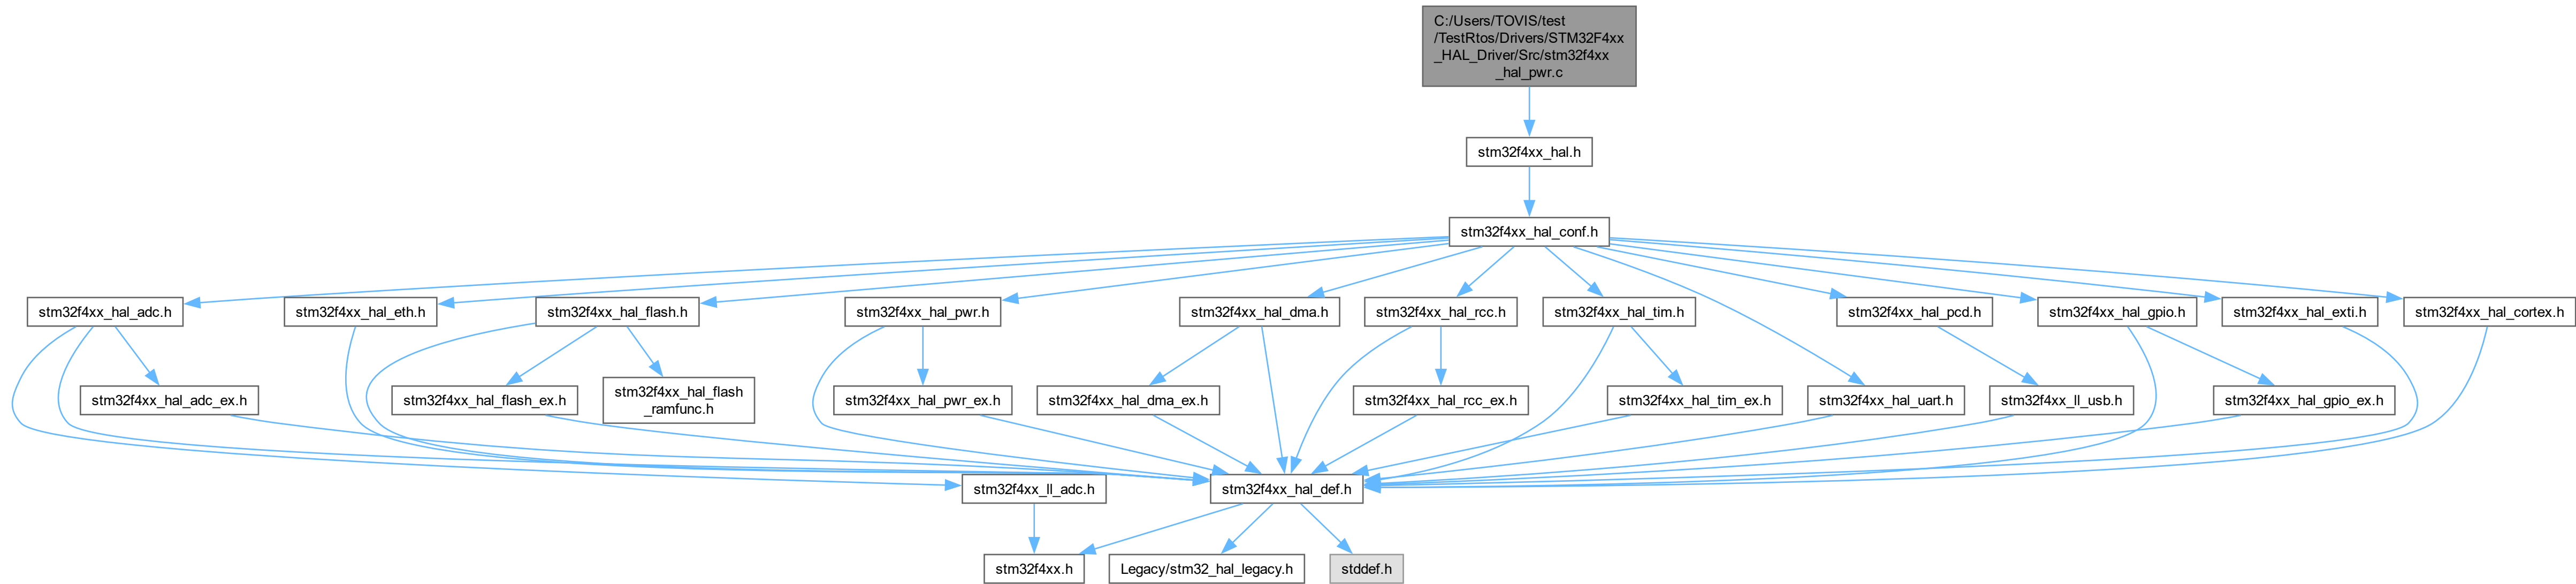 C:/Users/TOVIS/test
/TestRtos/Drivers/STM32F4xx
_HAL_Driver/Src/stm32f4xx
_hal_pwr.c
stm32f4xx_hal.h
stm32f4xx_hal_conf.h
stm32f4xx_hal_adc.h
stm32f4xx_hal_eth.h
stm32f4xx_hal_flash.h
stm32f4xx_hal_pwr.h
stm32f4xx_hal_dma.h
stm32f4xx_hal_rcc.h
stm32f4xx_hal_tim.h
stm32f4xx_hal_pcd.h
stm32f4xx_hal_gpio.h
stm32f4xx_hal_exti.h
stm32f4xx_hal_cortex.h
stm32f4xx_hal_adc_ex.h
stm32f4xx_hal_flash_ex.h
stm32f4xx_hal_flash
_ramfunc.h
stm32f4xx_hal_pwr_ex.h
stm32f4xx_hal_dma_ex.h
stm32f4xx_hal_rcc_ex.h
stm32f4xx_hal_tim_ex.h
stm32f4xx_hal_uart.h
stm32f4xx_ll_usb.h
stm32f4xx_hal_gpio_ex.h
stm32f4xx_ll_adc.h
stm32f4xx_hal_def.h
stm32f4xx.h
Legacy/stm32_hal_legacy.h
stddef.h